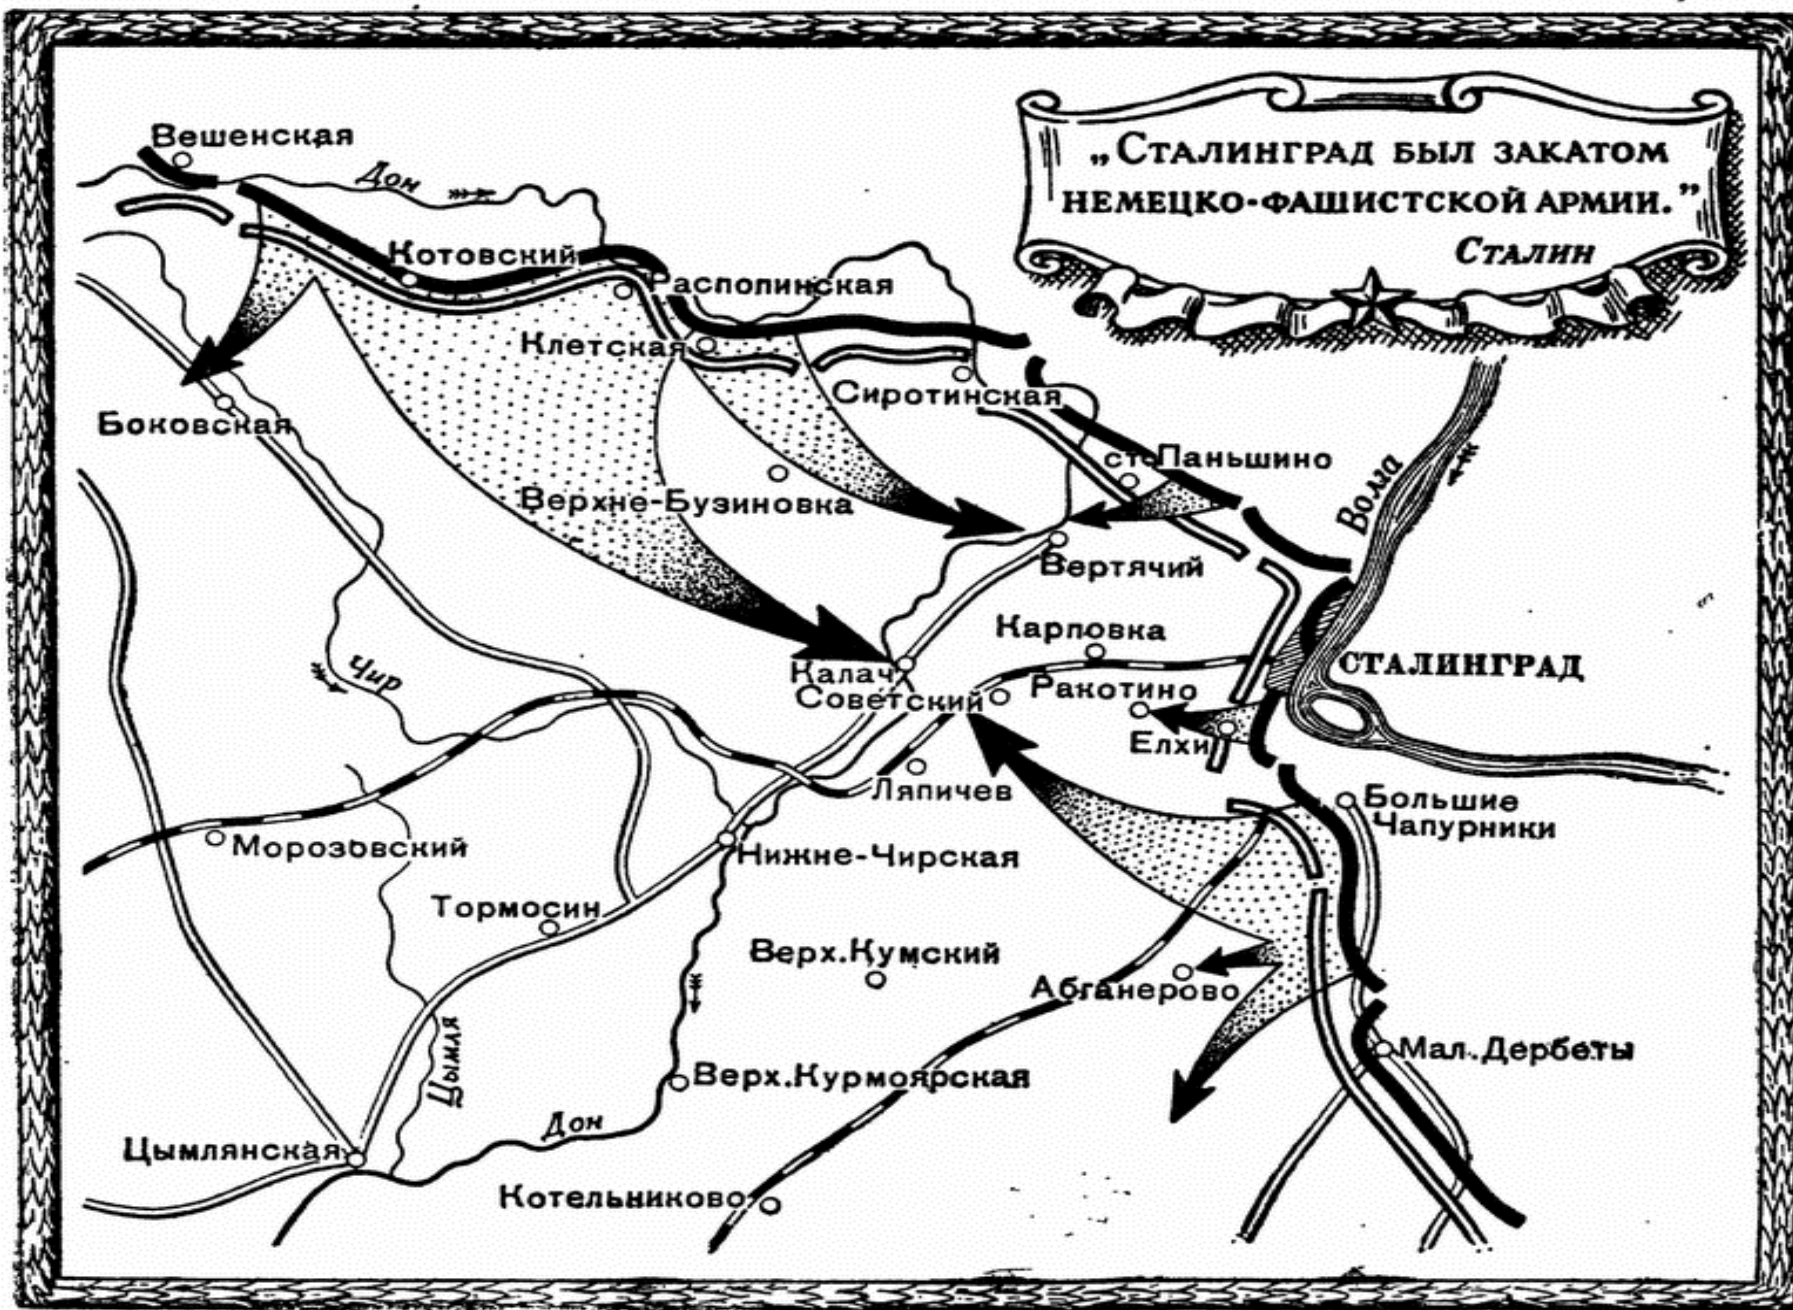 „СТАЛИНГРАД БЫЛ ЗАКАТОМ
НЕМЕЦКО-ФАШИСТСКОЙ АРМИИ.”
СТАЛИН
Вешенская
Дон
Котовский
Распопинская
Клетская
Сиротинская
Боковская
ст. Паньшино
Верхне-Бузиновка
Волга
Вертячий
Карповка
СТАЛИНГРАД
Калач
Советский
Ракотино
Чир
Елхи
Ляпичев
Большие
Чапурники
Морозовский
Нижне-Чирская
Тормосин
Верх.Кумский
Абганерово
Цымля
Мал.Дербеты
Верх.Курмоярская
Дон
Цымлянская
Котельниково